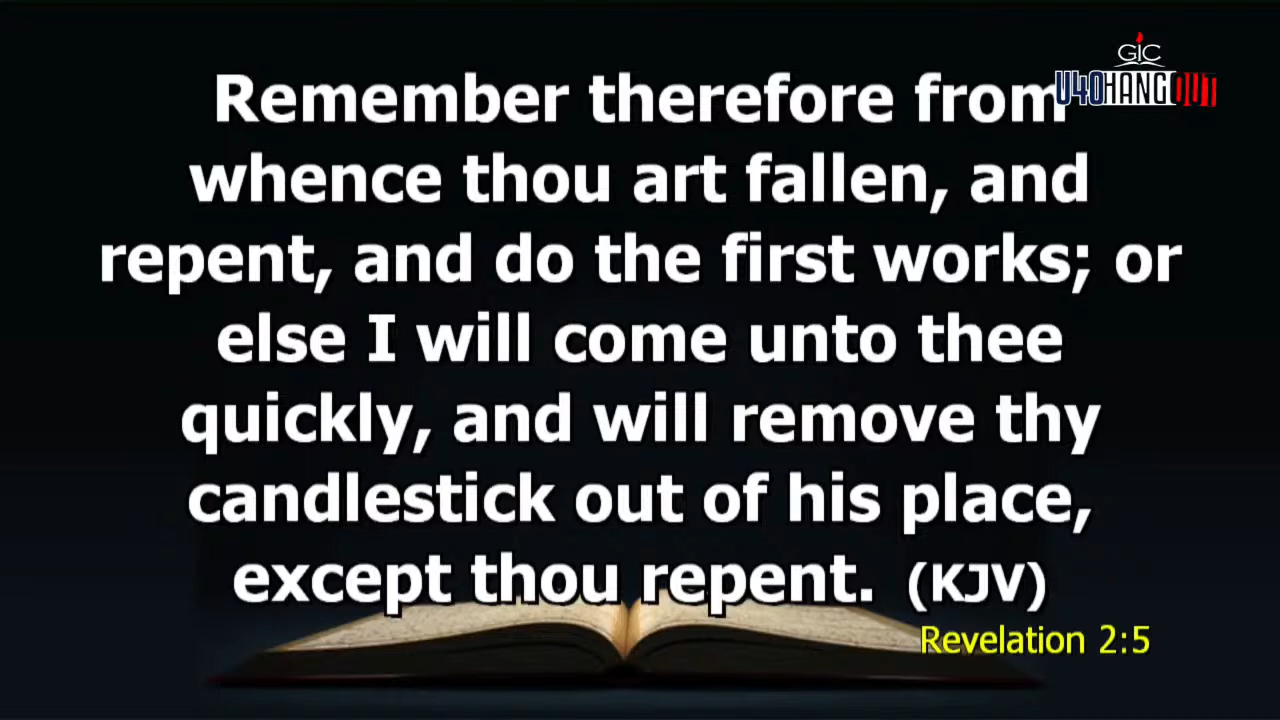 GIC
U40HANGOUT
Remember therefore from
whence thou art fallen, and
repent, and do the first works; or
else I will come unto thee
quickly, and will remove thy
candlestick out of his place,
except thou repent. (KJV)
Revelation 2:5